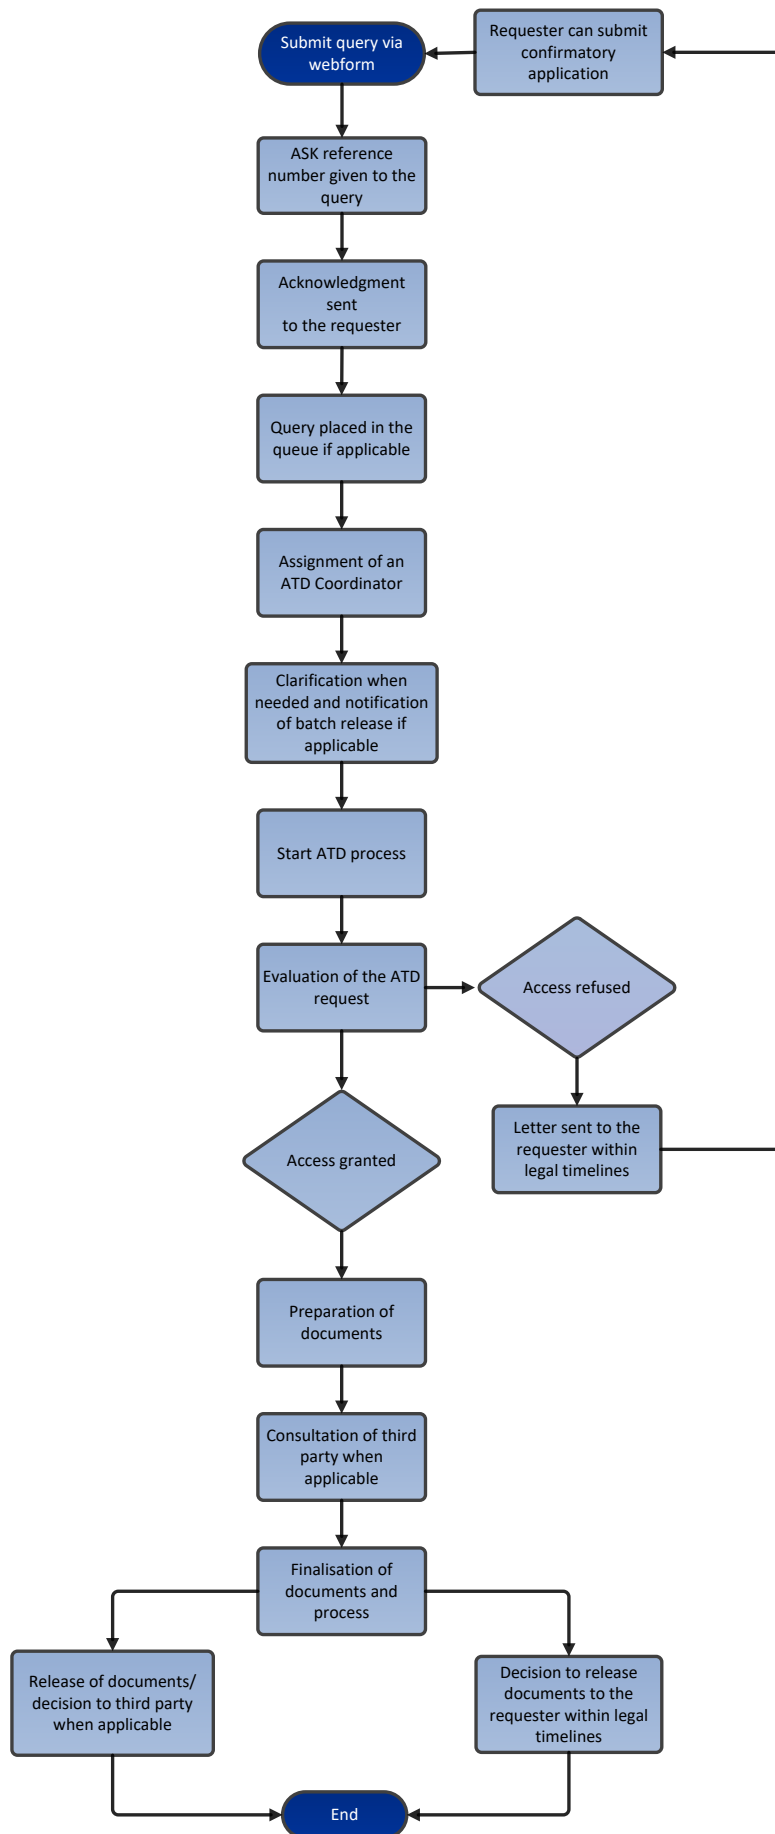 Submit query via
webform
Requester can submit
confirmatory
application
ASK reference
number given to the
query
Acknowledgment
sent
to the requester
Query placed in the
queue if applicable
Assignment of an
ATD Coordinator
Clarification when
needed and notification
of batch release if
applicable
Start ATD process
Evaluation of the ATD
request
Access refused
Letter sent to the
requester within
legal timelines
Access granted
Preparation of
documents
Consultation of third
party when
applicable
Finalisation of
documents and
process
Release of documents/
decision to third party
when applicable
Decision to release
documents to the
requester within legal
timelines
End